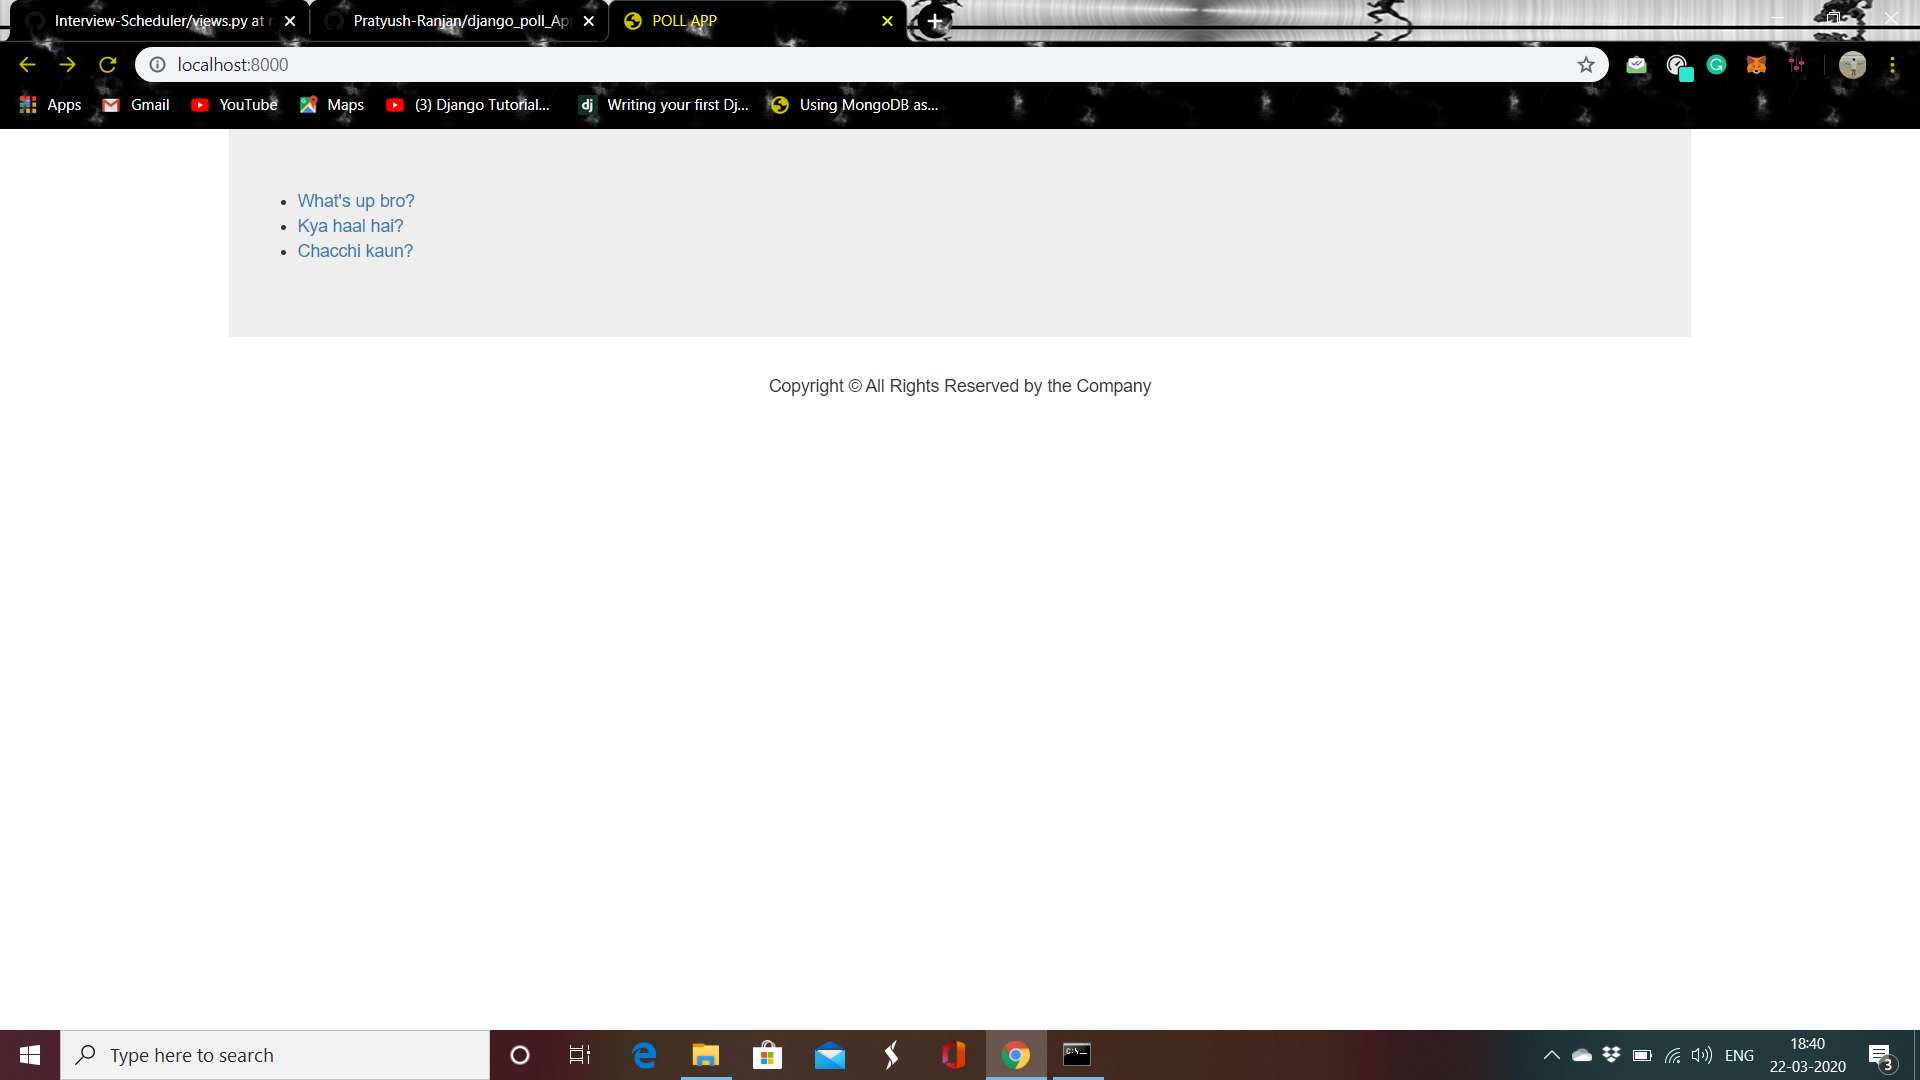 Interview-Scheduler/views.py at
Pratyush-Ranjan/django_poll_Ap
POLL APP
localhost:8000
Apps
Gmail
YouTube
Maps
(3) Django Tutorial...
dj
Writing your first Dj...
Using MongoDB as...
What's up bro?
Kya haal hai?
Chacchi kaun?
Copyright © All Rights Reserved by the Company
Type here to search
ENG
18:40
22-03-2020
3